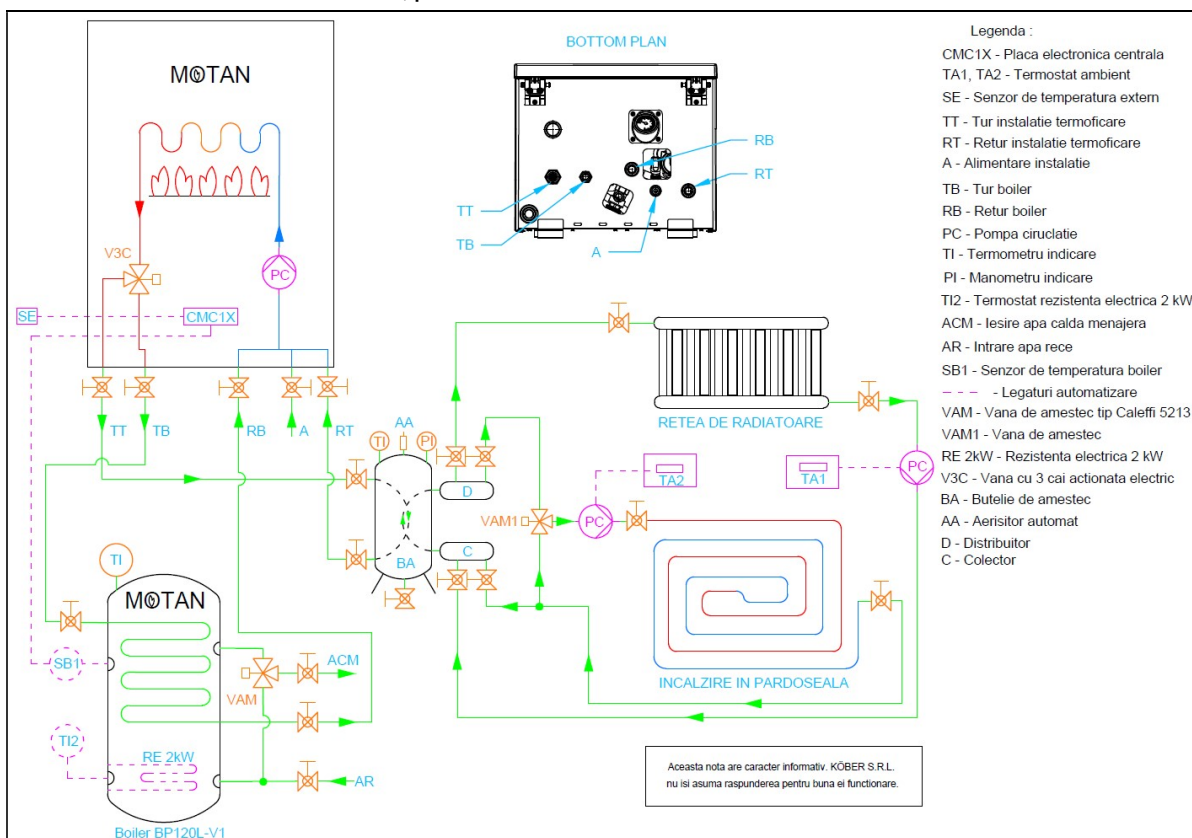 MOTAN
V3C
PC
SE
CMC1X
TT
TB
RB
A
RT
BOTTOM PLAN
RB
RT
TT
TB
A
Legenda :
CMC1X - Placa electronica centrala
TA1, TA2 - Termostat ambient
SE - Senzor de temperatura extern
TT - Tur instalatie termoficare
RT - Retur instalatie termoficare
A - Alimentare instalatie
TB - Tur boiler
RB - Retur boiler
PC - Pompa ciruclatie
TI - Termometru indicare
PI - Manometru indicare
TI2 - Termostat rezistenta electrica 2 kW
ACM - Iesire apa calda menajera
AR - Intrare apa rece
SB1 - Senzor de temperatura boiler
- Legaturi automatizare
VAM - Vana de amestec tip Caleffi 5213
VAM1 - Vana de amestec
RE 2kW - Rezistenta electrica 2 kW
V3C - Vana cu 3 cai actionata electric
BA - Butelie de amestec
AA - Aerisitor automat
D - Distribuitor
C - Colector
RETEA DE RADIATOARE
AA
TI
PI
D
TA2
TA1
PC
VAM1
PC
C
BA
TI
MOTAN
SB1
ACM
VAM
INCALZIRE IN PARDOSEALA
TI2
RE 2kW
AR
Boiler BP120L-V1
Aceasta nota are caracter informativ. KÖBER S.R.L.
nu isi asuma raspunderea pentru buna ei functionare.